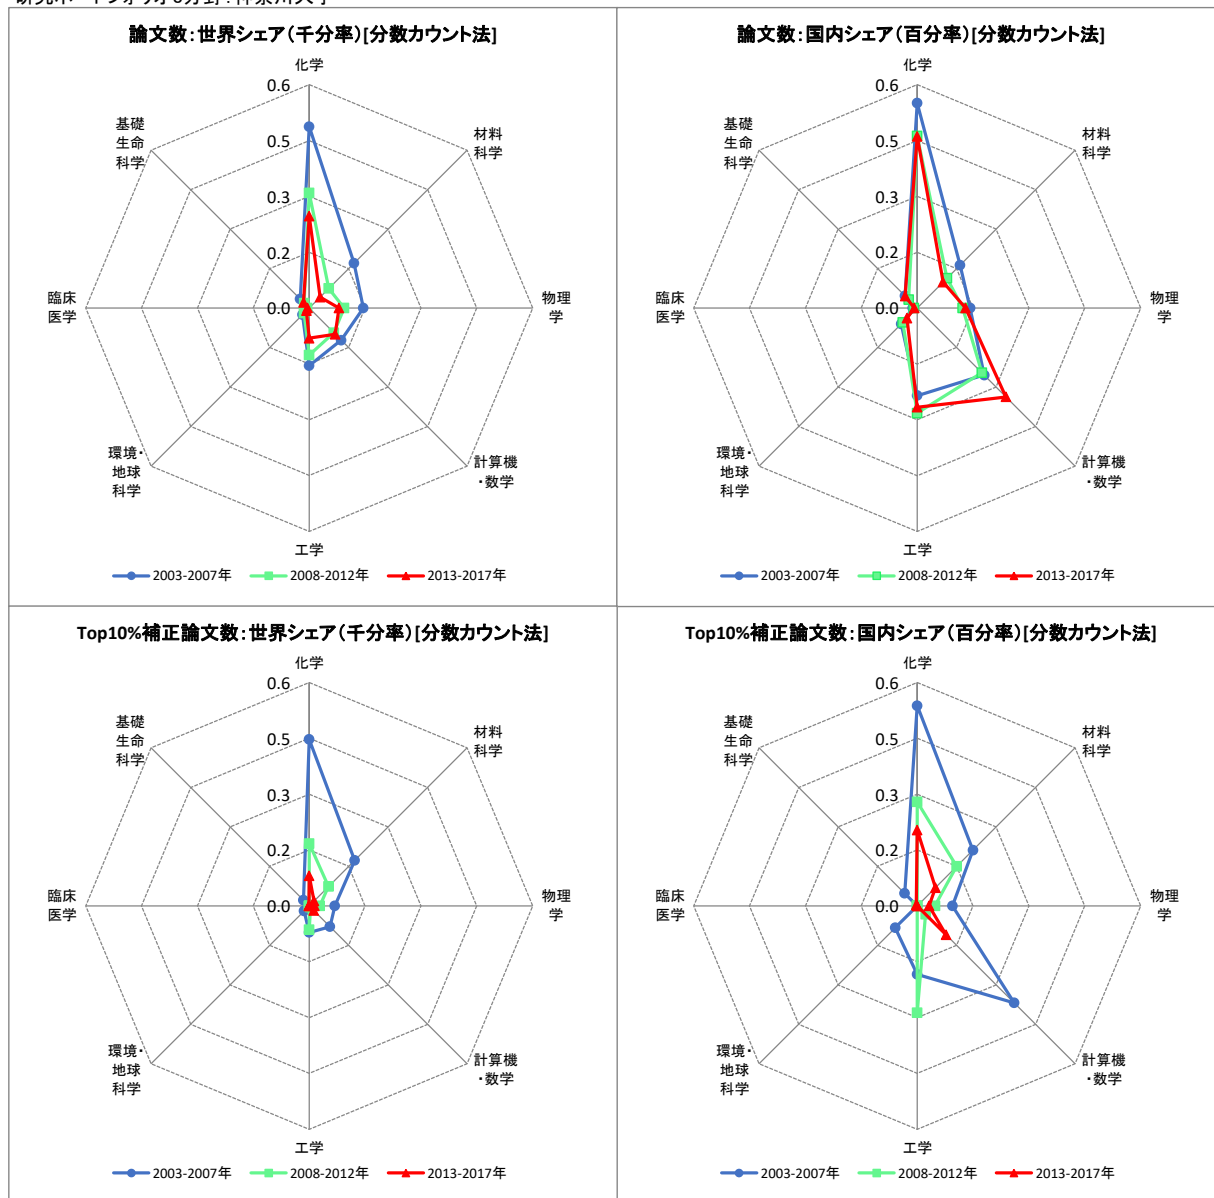 論文数:世界シェア(千分率)[分数カウント法]
化学
材料
科学
物理
学
計算機
・数学
工学
環境・
地球
科学
臨床
医学
基礎
生命
科学
0.6
0.5
0.3
0.2
0.0
2003-2007年 2008-2012年 2013-2017年
論文数:国内シェア(百分率)[分数カウント法]
化学
材料
科学
物理
学
計算機
・数学
工学
環境・
地球
科学
臨床
医学
基礎
生命
科学
0.6
0.5
0.3
0.2
0.0
2003-2007年 2008-2012年 2013-2017年
Top10%補正論文数:世界シェア(千分率)[分数カウント法]
化学
材料
科学
物理
学
計算機
・数学
工学
環境・
地球
科学
臨床
医学
基礎
生命
科学
0.6
0.5
0.3
0.2
0.0
2003-2007年 2008-2012年 2013-2017年
Top10%補正論文数:国内シェア(百分率)[分数カウント法]
化学
材料
科学
物理
学
計算機
・数学
工学
環境・
地球
科学
臨床
医学
基礎
生命
科学
0.6
0.5
0.3
0.2
0.0
2003-2007年 2008-2012年 2013-2017年